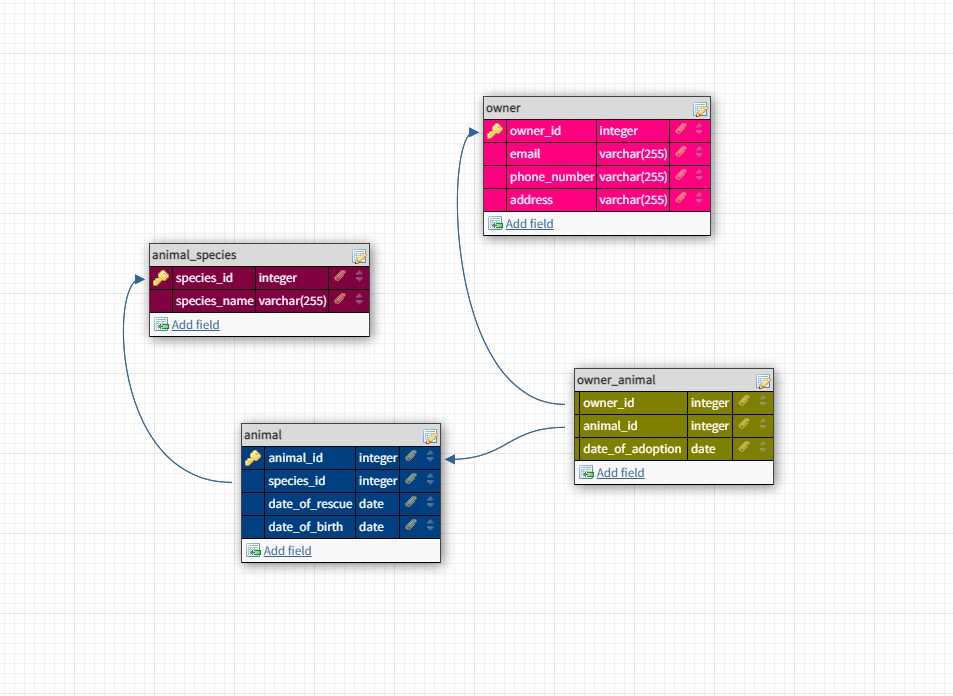 owner
owner_id integer
email varchar(255)
phone_number varchar(255)
address varchar(255)
Add field
animal_species
species_id integer
species_name varchar(255)
Add field
owner_animal
owner_id integer
animal_id integer
date_of_adoption date
Add field
animal
animal_id integer
species_id integer
date_of_rescue date
date_of_birth date
Add field